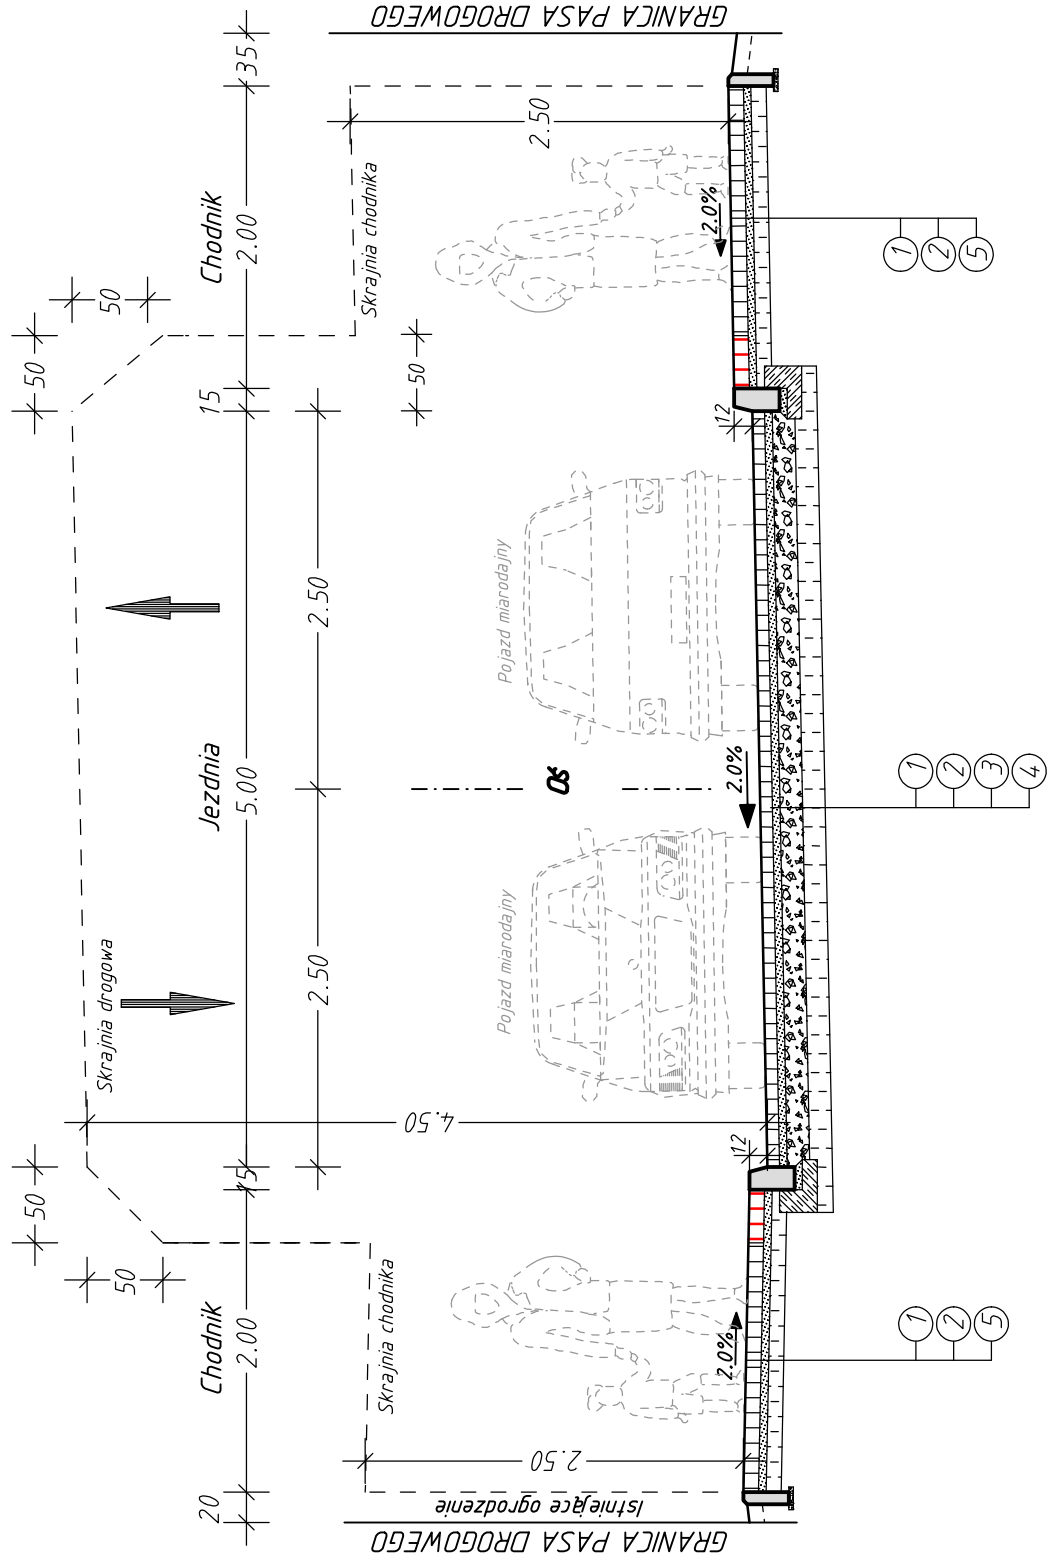 50
50
50
Skrajnia drogowa
50
20
Chodnik
2.00
15
Jezdnia
5.00
15
Chodnik
2.00
35
2.50
2.50
GRANICA PASA DROGOWEGO
Istniejące ogrodzenie
Skrajnia chodnika
2.50
4.50
50
Skrajnia chodnika
2.50
GRANICA PASA DROGOWEGO
Pojazd miarodajny
Oś
Pojazd miarodajny
2.0%
12
2.0%
12
2.0%
1
2
5
1
2
3
4
1
2
5